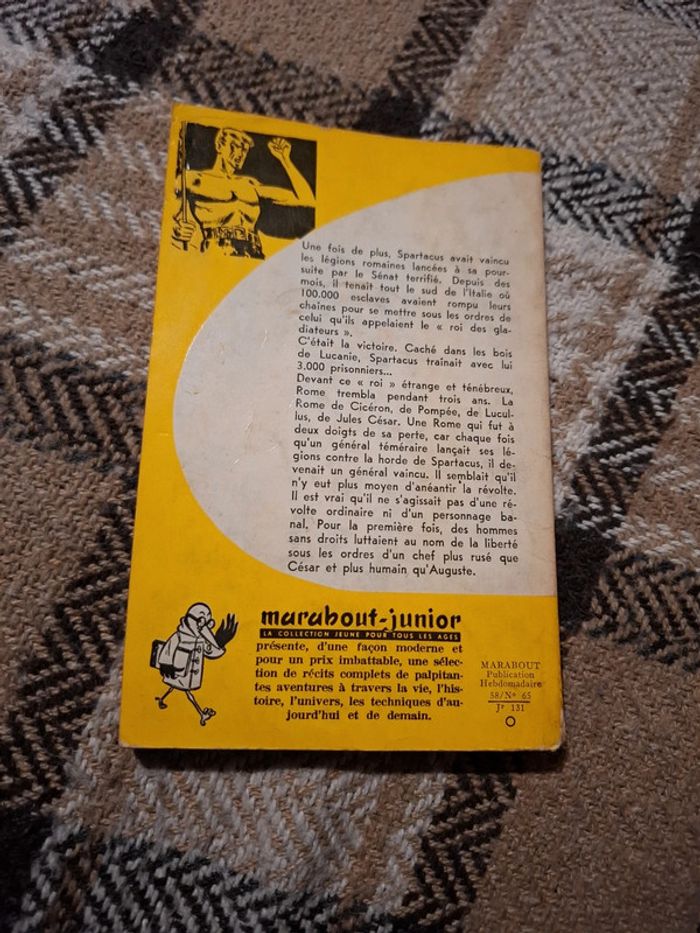 Une fois de plus, Spartacus avait vaincu
les légions romaines lancées à sa pour-
suite par le Sénat terrifié. Depuis des
mois, il tenait tout le sud de l'Italie où
100.000 esclaves avaient rompu leurs
chaînes pour se mettre sous les ordres de
celui qu'ils appelaient le « roi des gla-
diateurs ».
C'était la victoire. Caché dans les bois
de Lucanie, Spartacus traînait avec lui
3.000 prisonniers...
Devant ce « roi » étrange et ténébreux,
Rome trembla pendant trois ans. La
Rome de Cicéron, de Pompée, de Lucul-
lus, de Jules César. Une Rome qui fut à
deux doigts de sa perte, car chaque fois
qu'un général téméraire lançait ses lé-
gions contre la horde de Spartacus, il de-
venait un général vaincu. Il semblait qu'il
n'y eut plus moyen d'anéantir la révolte.
Il est vrai qu'il ne s'agissait pas d'une ré-
volte ordinaire ni d'un personnage ba-
nal. Pour la première fois, des hommes
sans droits luttaient au nom de la liberté
sous les ordres d'un chef plus rusé que
César et plus humain qu'Auguste.
marabout-junior
LA COLLECTION JEUNE POUR TOUS LES AGES
présente, d'une façon moderne et
pour un prix imbattable, une sélec-
tion de récits complets de palpitan-
tes aventures à travers la vie, l'his-
toire, l'univers, les techniques d'au-
jourd'hui et de demain.
MARABOUT
Publication
Hebdomadaire
58/N° 65
Jr 131